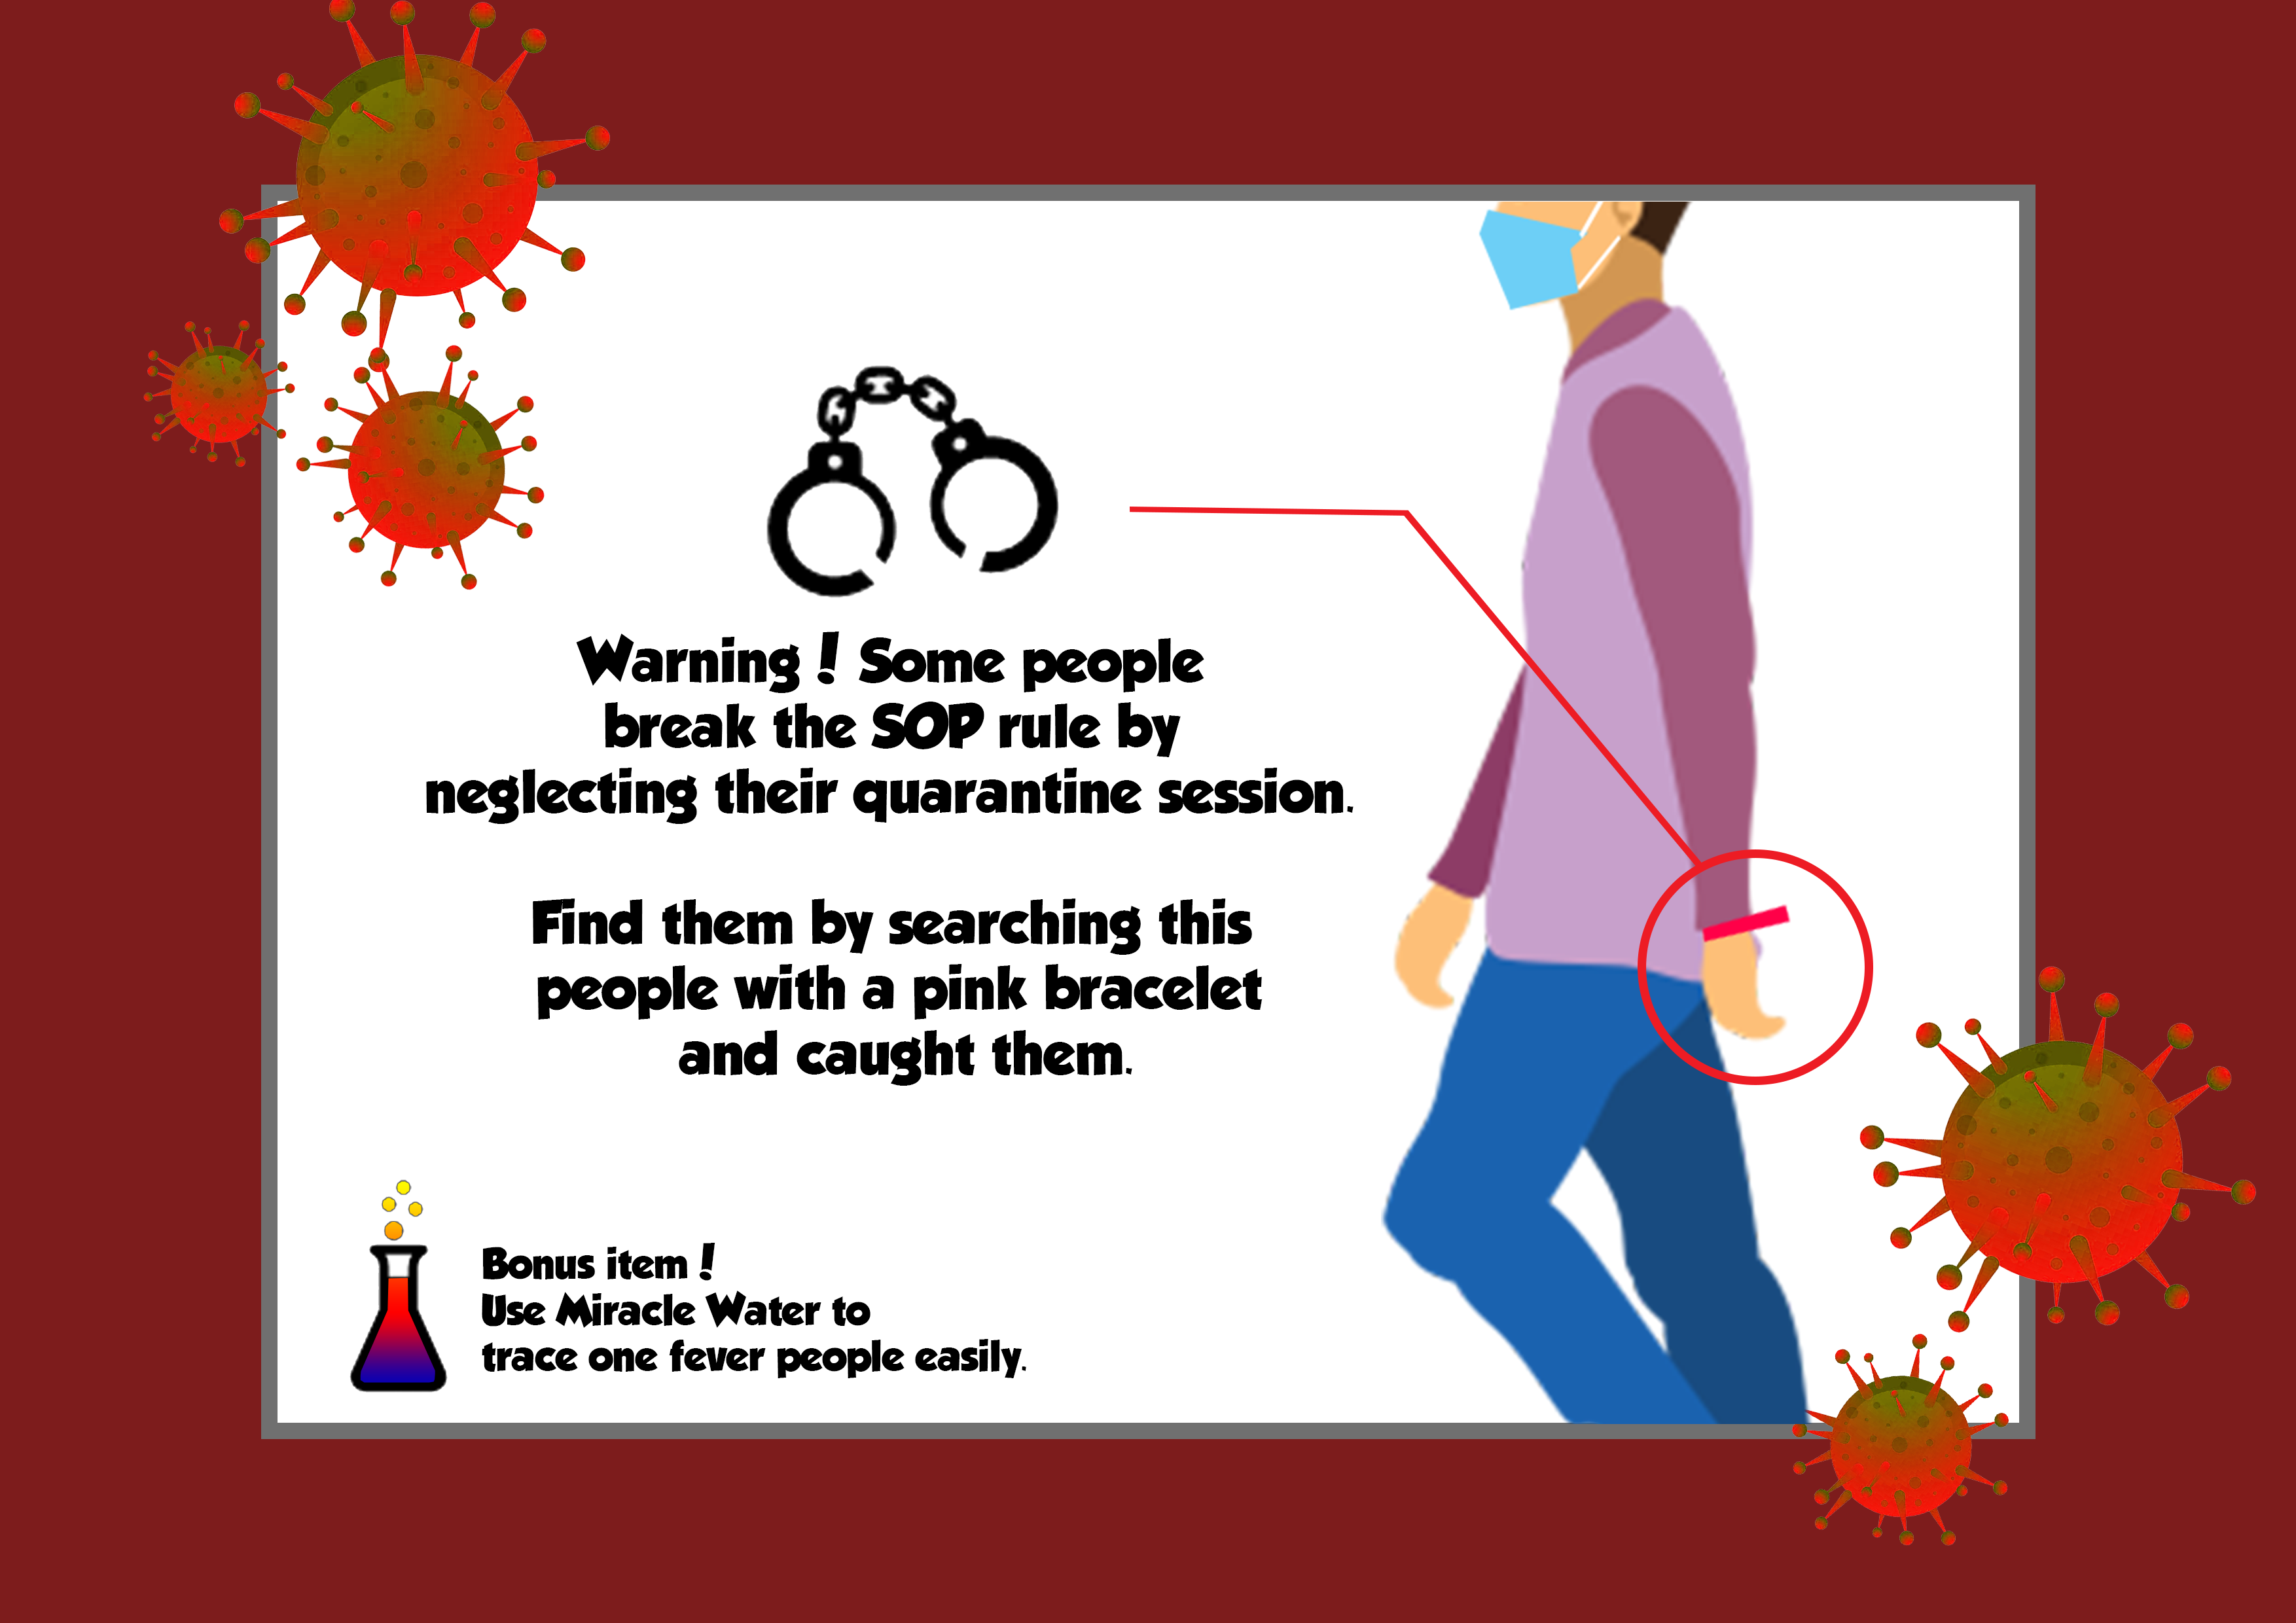 Warning! Some people
break the SOP rule by
neglecting their quarantine session.
Find them by searching this
people with a pink bracelet
and caught them.
Bonus item!
Use Miracle Water to
trace one fever people easily.